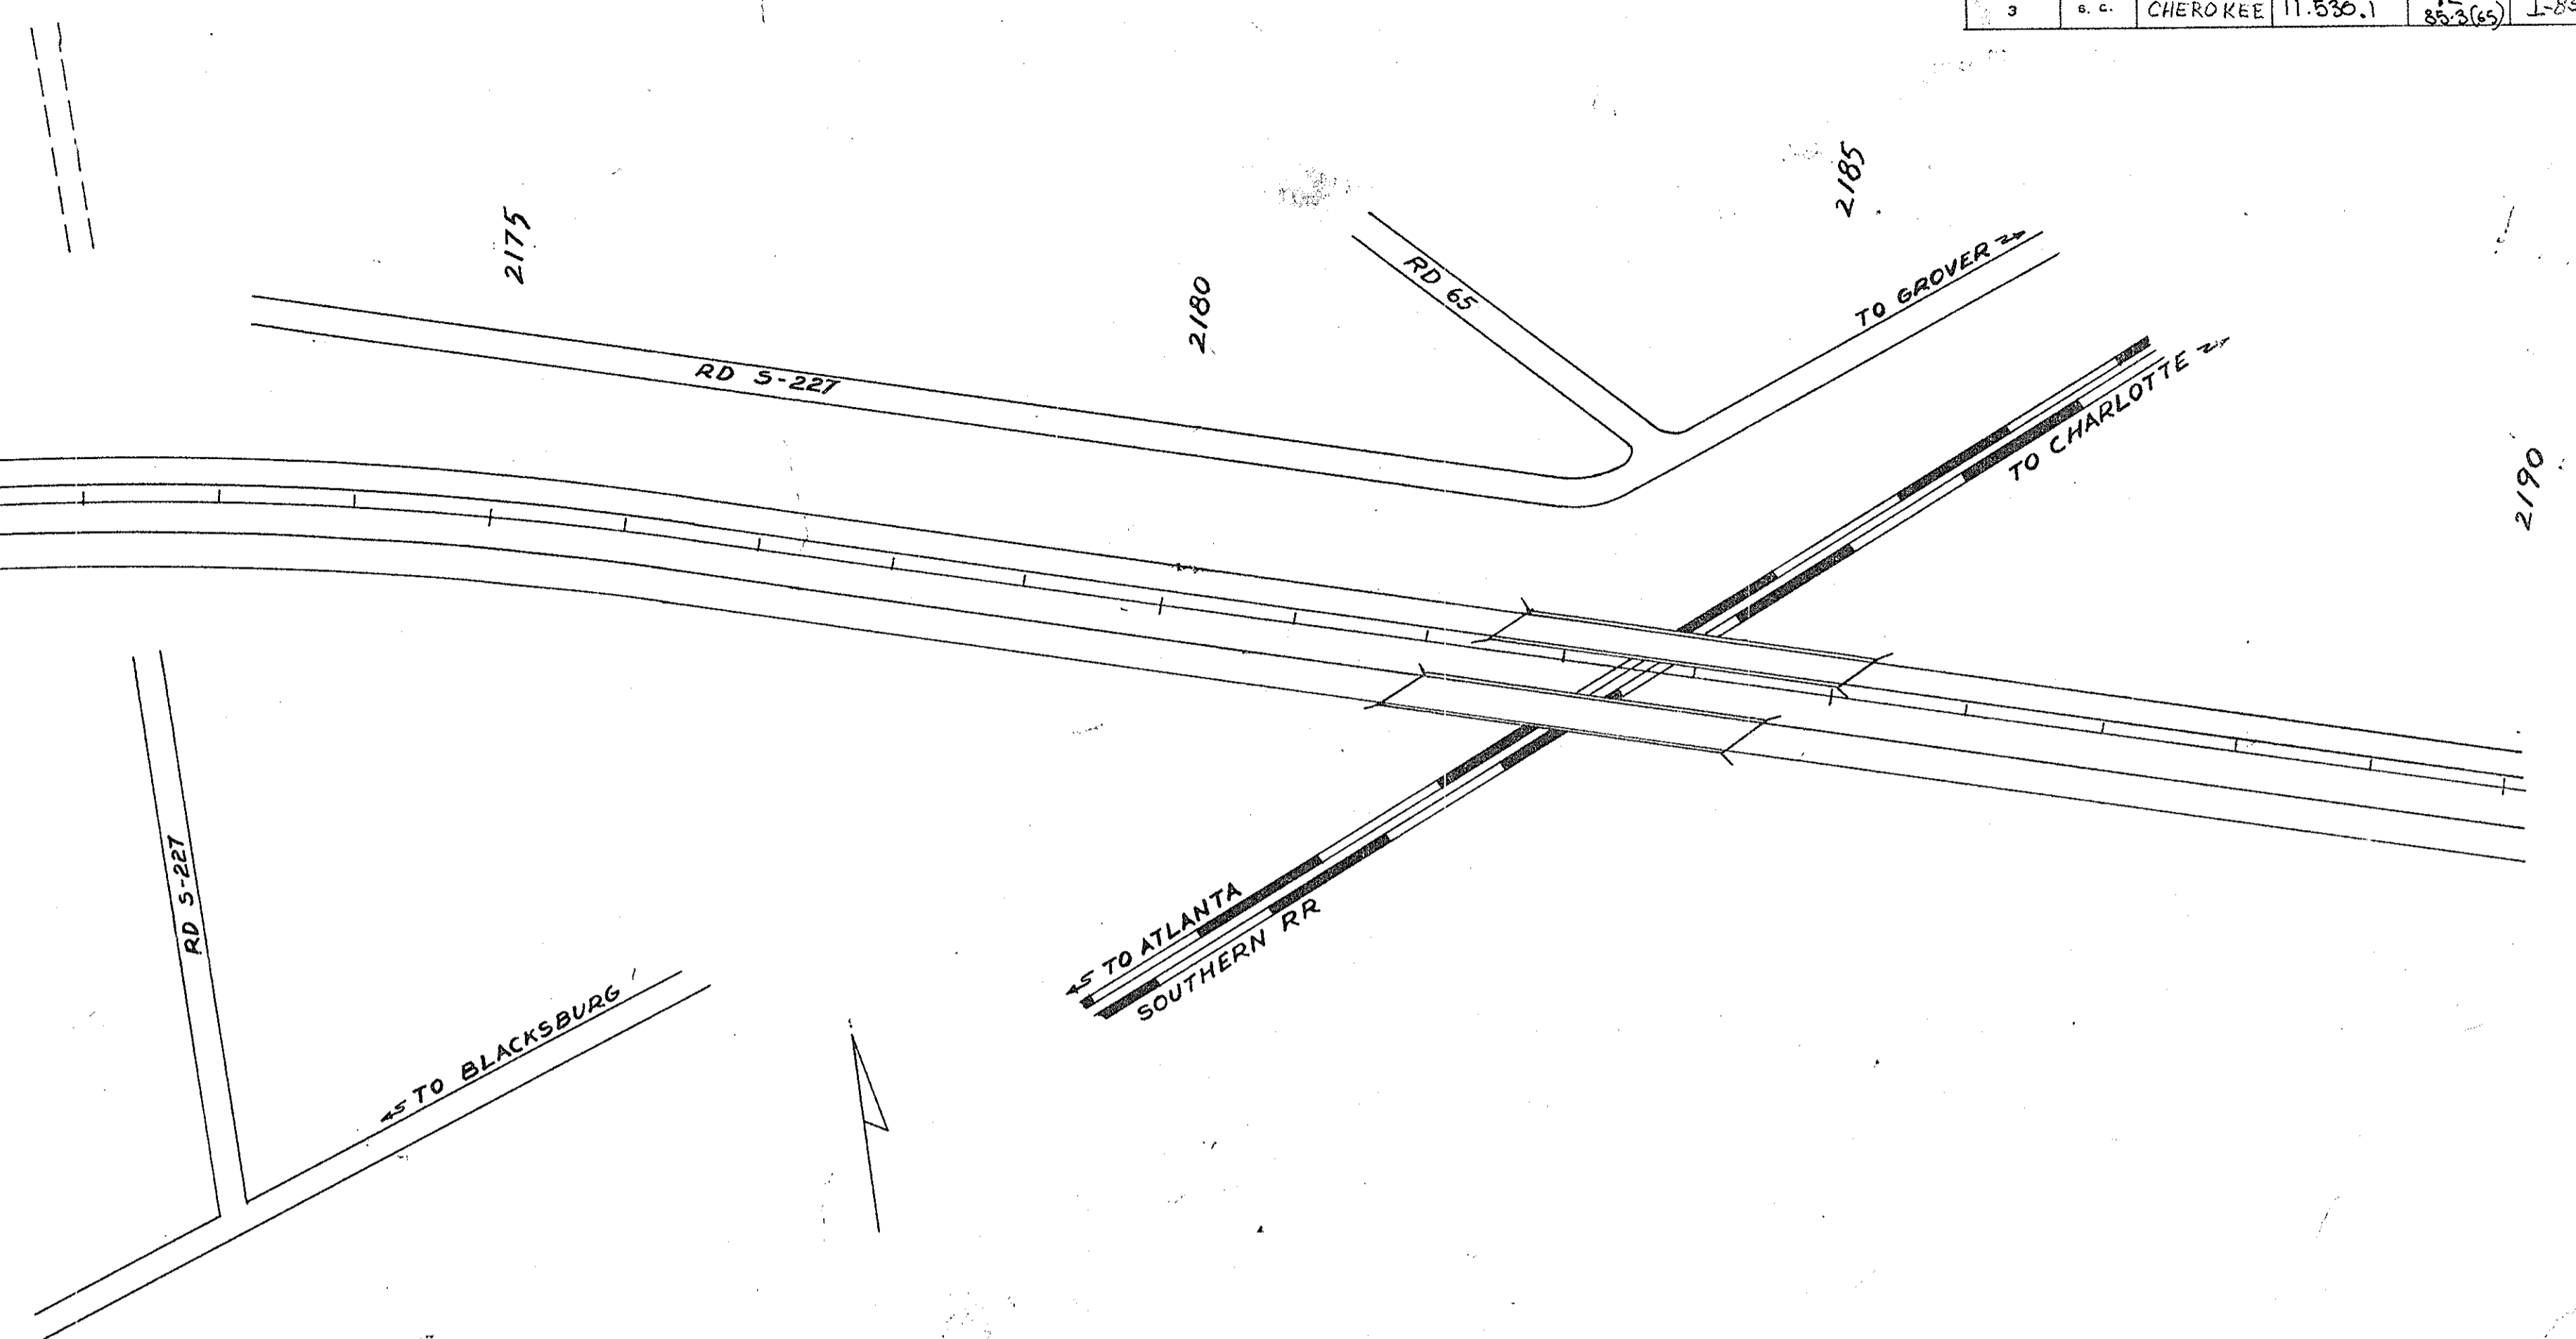 3 S. C. CHEROKEE 11.536.1 85-3(65) I-85
2185
2175
TO GROVER
RD 65
2180
RD S-227
TO CHARLOTTE
2190
RD S-227
TO ATLANTA
SOUTHERN RR
TO BLACKSBURG